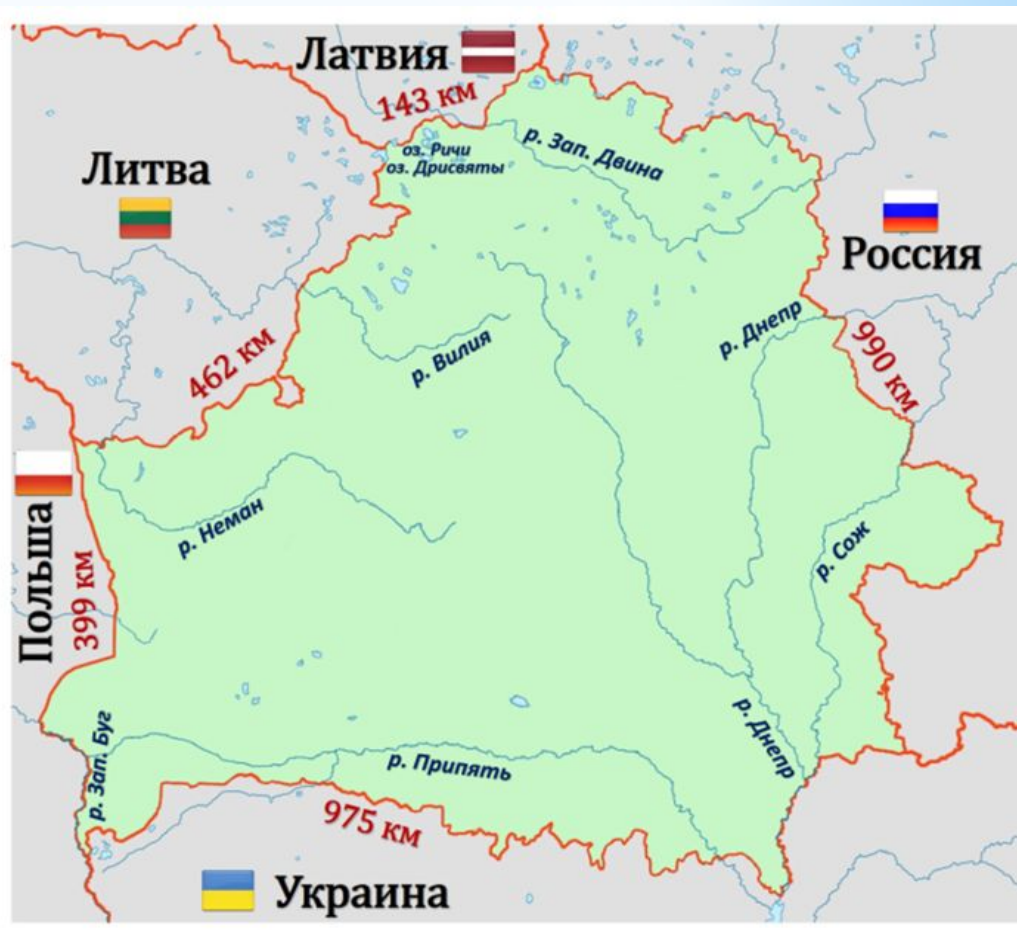 Латвия
143 км
р. Зап. Двина
оз. Ричи
оз. Дрисвяты
Литва
Россия
р. Днепр
990 км
р. Вилия
462 км
р. Неман
р. Сож
Польша
399 км
р. Зап. Буг
р. Днепр
р. Припять
975 км
Украина